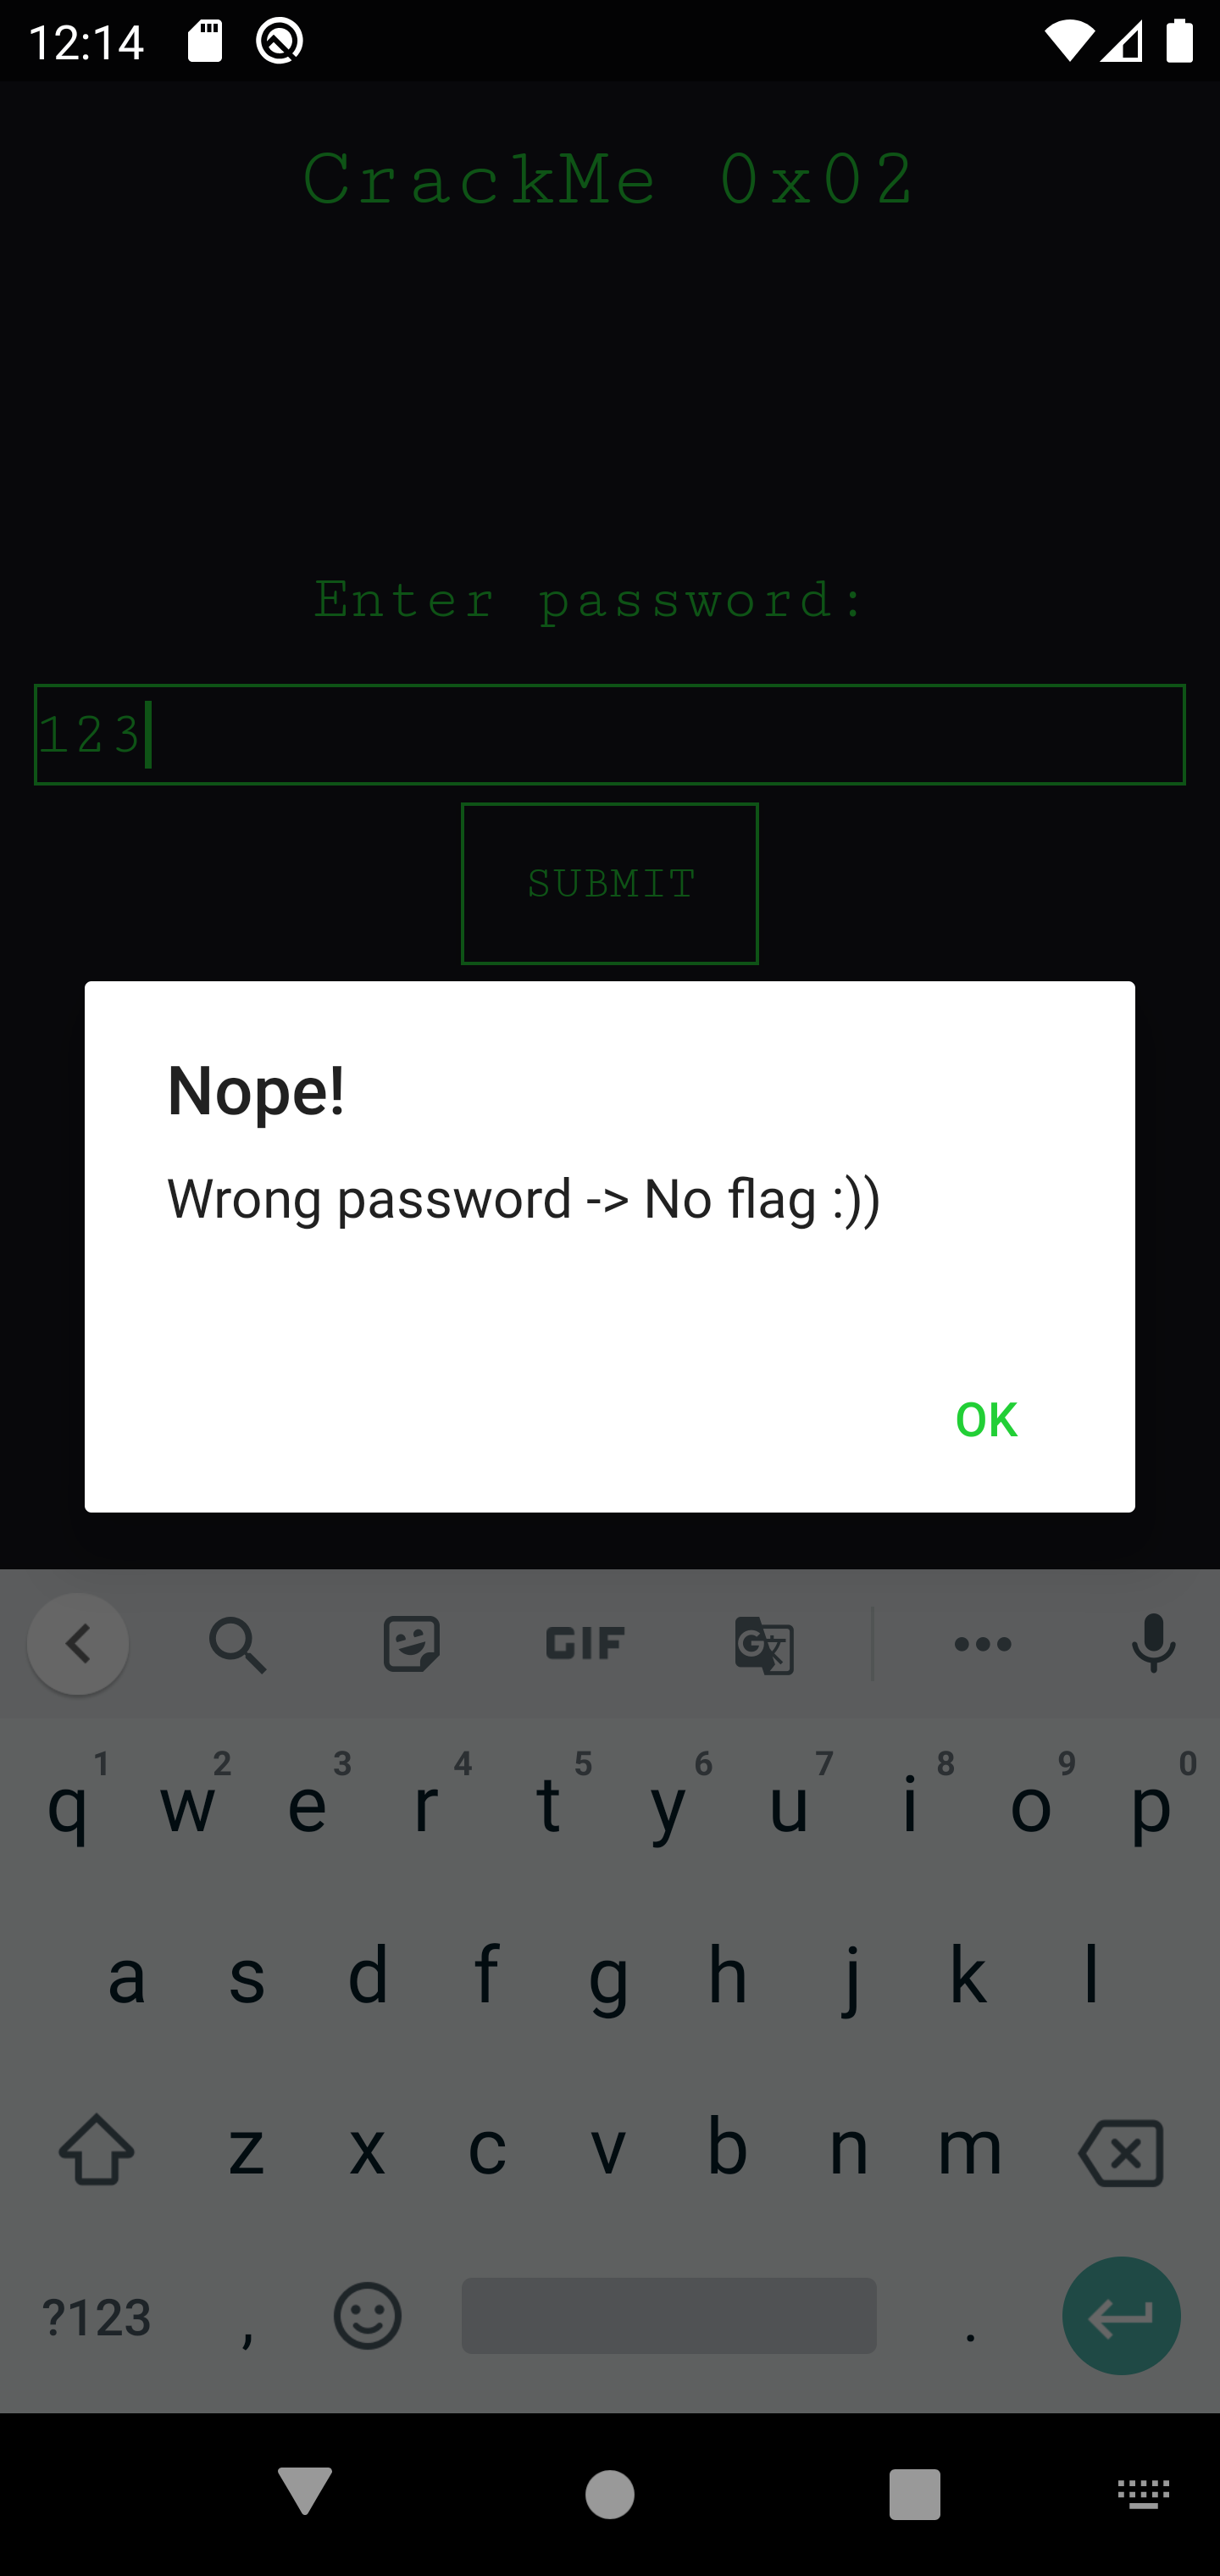 12:14
CrackMe 0x02
Enter password:
123
SUBMIT
Nope!
Wrong password -> No flag :))
OK
GIF
G
1 2 3 4 5 6 7 8 9 0
q w e r t y u i o p
a s d f g h j k l
z x c v b n m
?123 , .